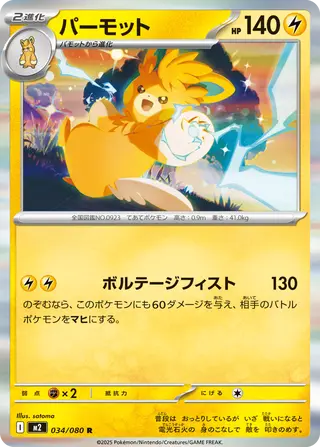 2進化 パーモット HP 140
パモットから進化
全国図鑑NO.0923 てあてポケモン 高さ：0.9m 重さ：41.0kg
ボルテージフィスト 130
のぞむなら、このポケモンにも60ダメージを与え、相手のバトル
ポケモンをマヒにする。
弱点 ×2 抵抗力 にげる
Illus. satoma
I m2 034/080 R
普段は おっとりしているが いざ 戦いになると
電光石火の 身のこなしで 敵を 叩きのめす。
©2025 Pokémon/Nintendo/Creatures/GAME FREAK.